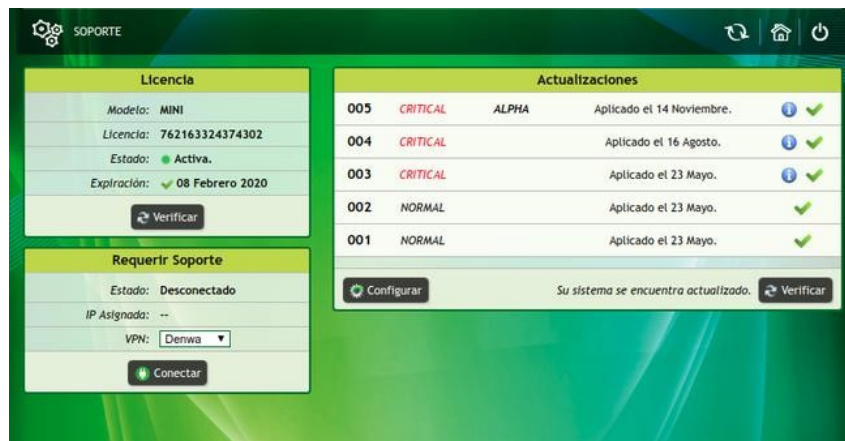 SOPORTE
Licencia
Modelo: MINI
Licencia: 762163324374302
Estado: Activa.
Expiración: 08 Febrero 2020
Verificar
Requerir Soporte
Estado: Desconectado
IP Asignada: --
VPN: Denwa
Conectar
Actualizaciones
005 CRITICAL ALPHA Aplicado el 14 Noviembre.
004 CRITICAL Aplicado el 16 Agosto.
003 CRITICAL Aplicado el 23 Mayo.
002 NORMAL Aplicado el 23 Mayo.
001 NORMAL Aplicado el 23 Mayo.
Configurar Su sistema se encuentra actualizado. Verificar